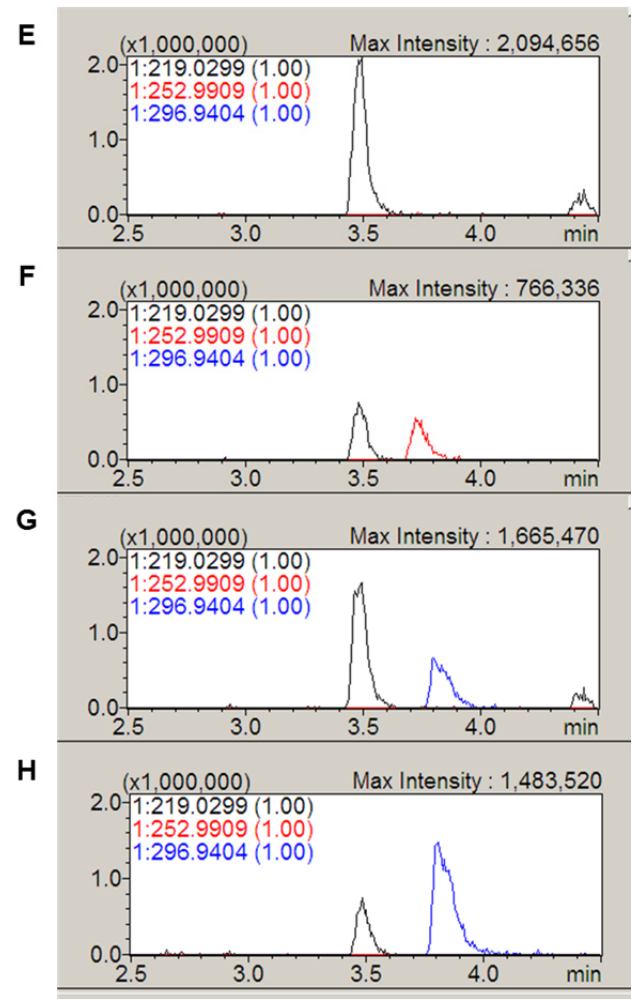 E
(x1,000,000) Max Intensity : 2,094,656
2.0
1:219.0299 (1.00)
1:252.9909 (1.00)
1:296.9404 (1.00)
1.0
0.0
2.5 3.0 3.5 4.0 min
F
(x1,000,000) Max Intensity : 766,336
2.0
1:219.0299 (1.00)
1:252.9909 (1.00)
1:296.9404 (1.00)
1.0
0.0
2.5 3.0 3.5 4.0 min
G
(x1,000,000) Max Intensity : 1,665,470
2.0
1:219.0299 (1.00)
1:252.9909 (1.00)
1:296.9404 (1.00)
1.0
0.0
2.5 3.0 3.5 4.0 min
H
(x1,000,000) Max Intensity : 1,483,520
2.0
1:219.0299 (1.00)
1:252.9909 (1.00)
1:296.9404 (1.00)
1.0
0.0
2.5 3.0 3.5 4.0 min